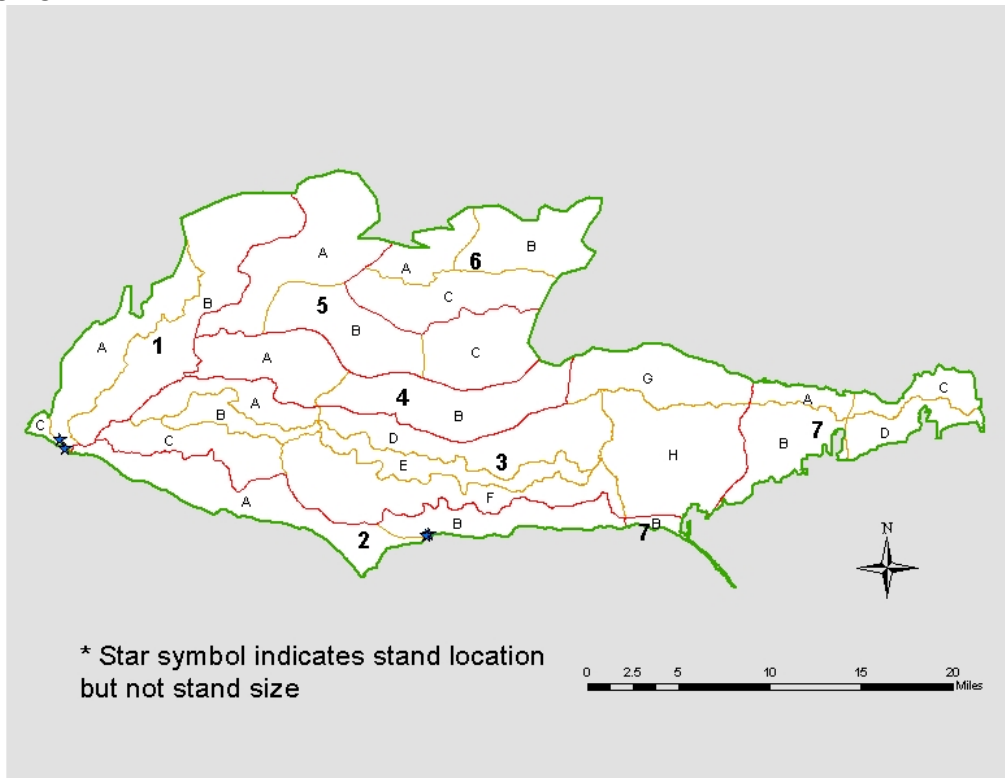 A
B
6
A
B
C
5
B
A
1
A
C
G
C
4
A
B
A
B
7
D
C
B
D
C
E
3
H
B
F
A
B
2
7
B
N
* Star symbol indicates stand location
but not stand size
0 2.5 5 10 15 20
Miles